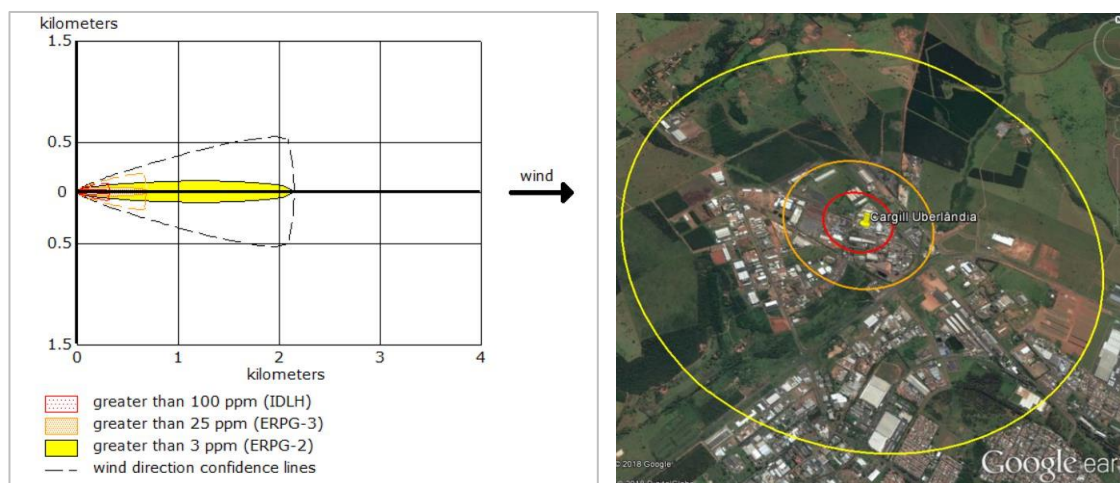 kilometers
1.5
0.5
0
0.5
1.5
0
1
2
3
4
kilometers
wind
greater than 100 ppm (IDLH)
greater than 25 ppm (ERPG-3)
greater than 3 ppm (ERPG-2)
wind direction confidence lines
Cargill Uberlândia
© 2018 Google
Google ear